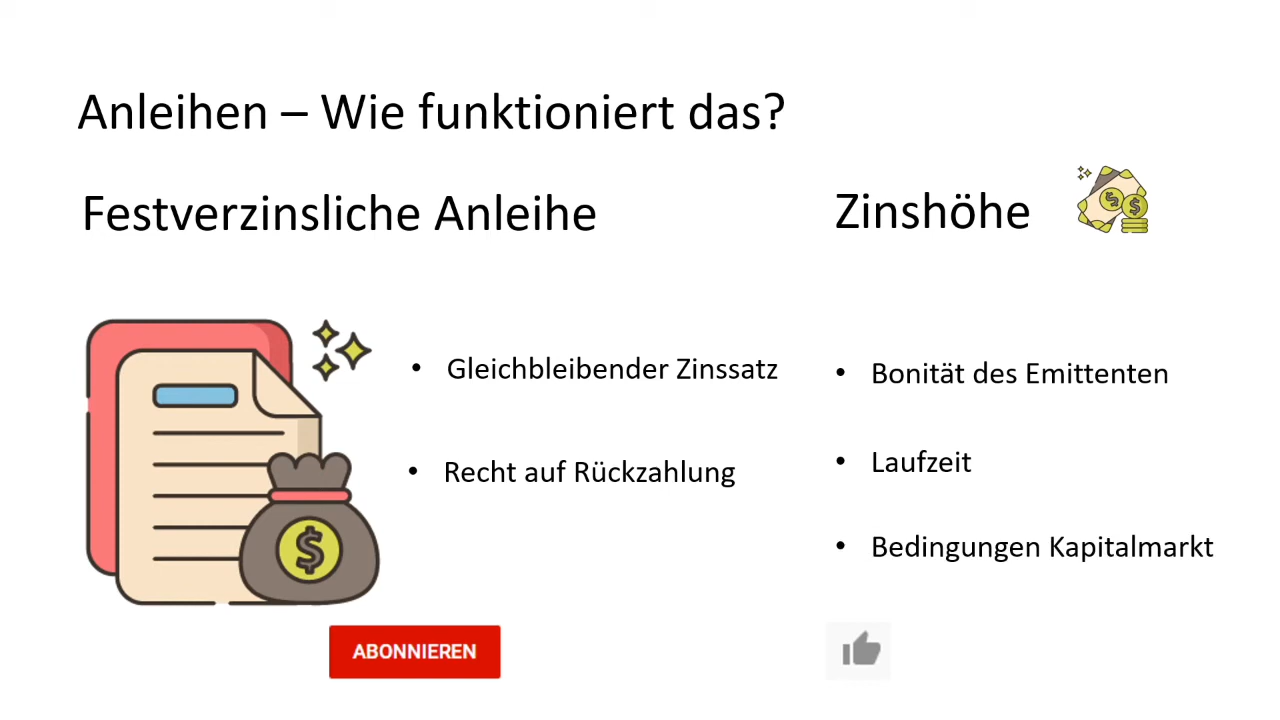 Anleihen – Wie funktioniert das?
Festverzinsliche Anleihe
Zinshöhe
• Gleichbleibender Zinssatz
• Recht auf Rückzahlung
• Bonität des Emittenten
• Laufzeit
• Bedingungen Kapitalmarkt
$
$
$
ABONNIEREN